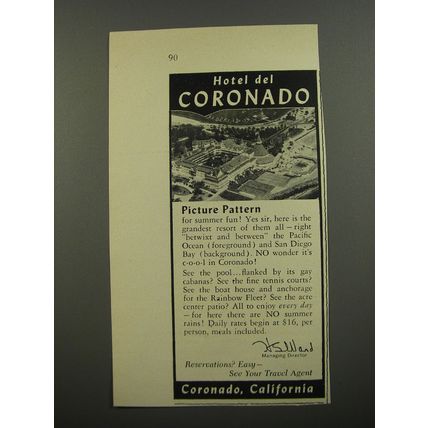 90
Hotel del
CORONADO
Picture Pattern
for summer fun! Yes sir, here is the
grandest resort of them all—right
"betwixt and between" the Pacific
Ocean (foreground) and San Diego
Bay (background). NO wonder it's
c-o-o-l in Coronado!
See the pool...flanked by its gay
cabanas? See the fine tennis courts?
See the boat house and anchorage
for the Rainbow Fleet? See the acre
center patio? All to enjoy every day
—for here there are NO summer
rains! Daily rates begin at $16, per
person, meals included.
Managing Director
Reservations? Easy—
See Your Travel Agent
Coronado, California